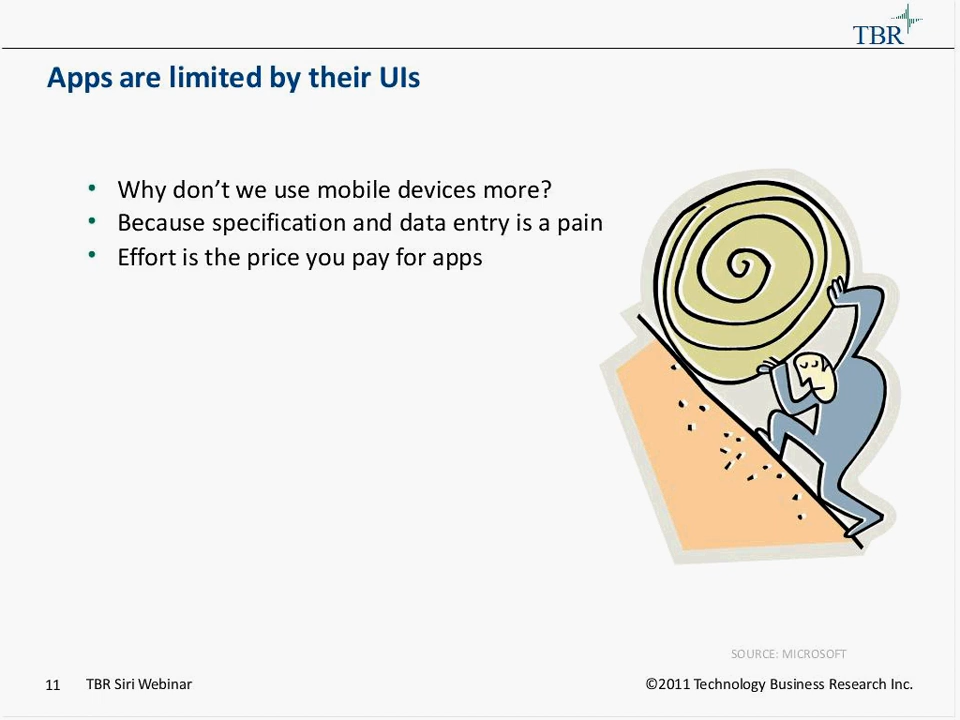 TBR
Apps are limited by their UIs
• Why don’t we use mobile devices more?
• Because specification and data entry is a pain
• Effort is the price you pay for apps
SOURCE: MICROSOFT
11 TBR Siri Webinar ©2011 Technology Business Research Inc.